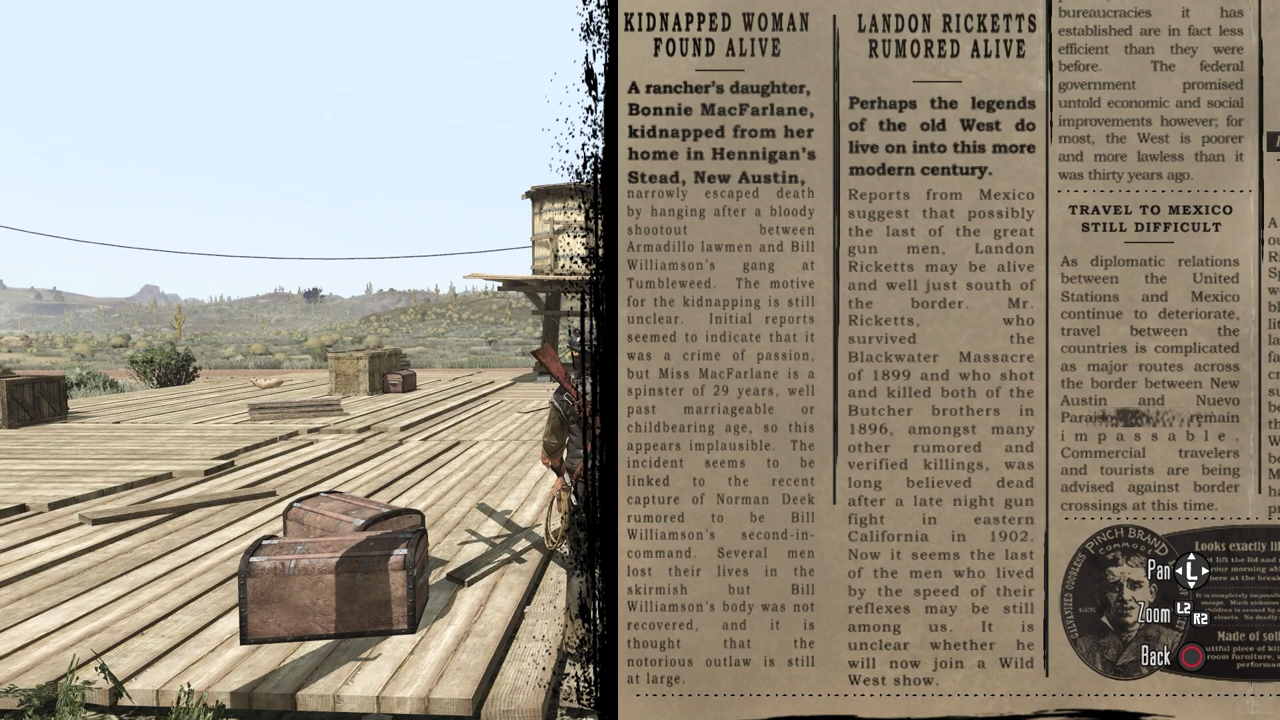 KIDNAPPED WOMAN
FOUND ALIVE
A rancher's daughter,
Bonnie MacFarlane,
kidnapped from her
home in Hennigan's
Stead, New Austin,
narrowly escaped death
by hanging after a bloody
shootout between
Armadillo lawmen and Bill
Williamson's gang at
Tumbleweed. The motive
for the kidnapping is still
unclear. Initial reports
seemed to indicate that it
was a crime of passion,
but Miss MacFarlane is a
spinster of 29 years, well
past marriageable or
childbearing age, so this
appears implausible. The
incident seems to be
linked to the recent
capture of Norman Deek
rumored to be Bill
Williamson's second-in-
command. Several men
lost their lives in the
skirmish but Bill
Williamson's body was not
recovered, and it is
thought that the
notorious outlaw is still
at large.
LANDON RICKETTS
RUMORED ALIVE
Perhaps the legends
of the old West do
live on into this more
modern century.
Reports from Mexico
suggest that possibly
the last of the great
gun men, Landon
Ricketts may be alive
and well just south of
the border. Mr.
Ricketts, who
survived the
Blackwater Massacre
of 1899 and who shot
and killed both of the
Butcher brothers in
1896, amongst many
other rumored and
verified killings, was
long believed dead
after a late night gun
fight in eastern
California in 1902.
Now it seems the last
of the men who lived
by the speed of their
reflexes may be still
among us. It is
unclear whether he
will now join a Wild
West show.
bureaucracies it has
established are in fact less
efficient than they were
before. The federal
government promised
untold economic and social
improvements however; for
most, the West is poorer
and more lawless than it
was thirty years ago.
TRAVEL TO MEXICO
STILL DIFFICULT
As diplomatic relations
between the United
Stations and Mexico
continue to deteriorate,
travel between the
countries is complicated
as major routes across
the border between New
Austin and Nuevo
Paraiso remain
impassable.
Commercial travelers
and tourists are being
advised against border
crossings at this time.
PINCH BRAND
COMMODE
GALVANIZED ODORLESS
Looks exactly
Made of
Pan L
Zoom L2 R2
Back